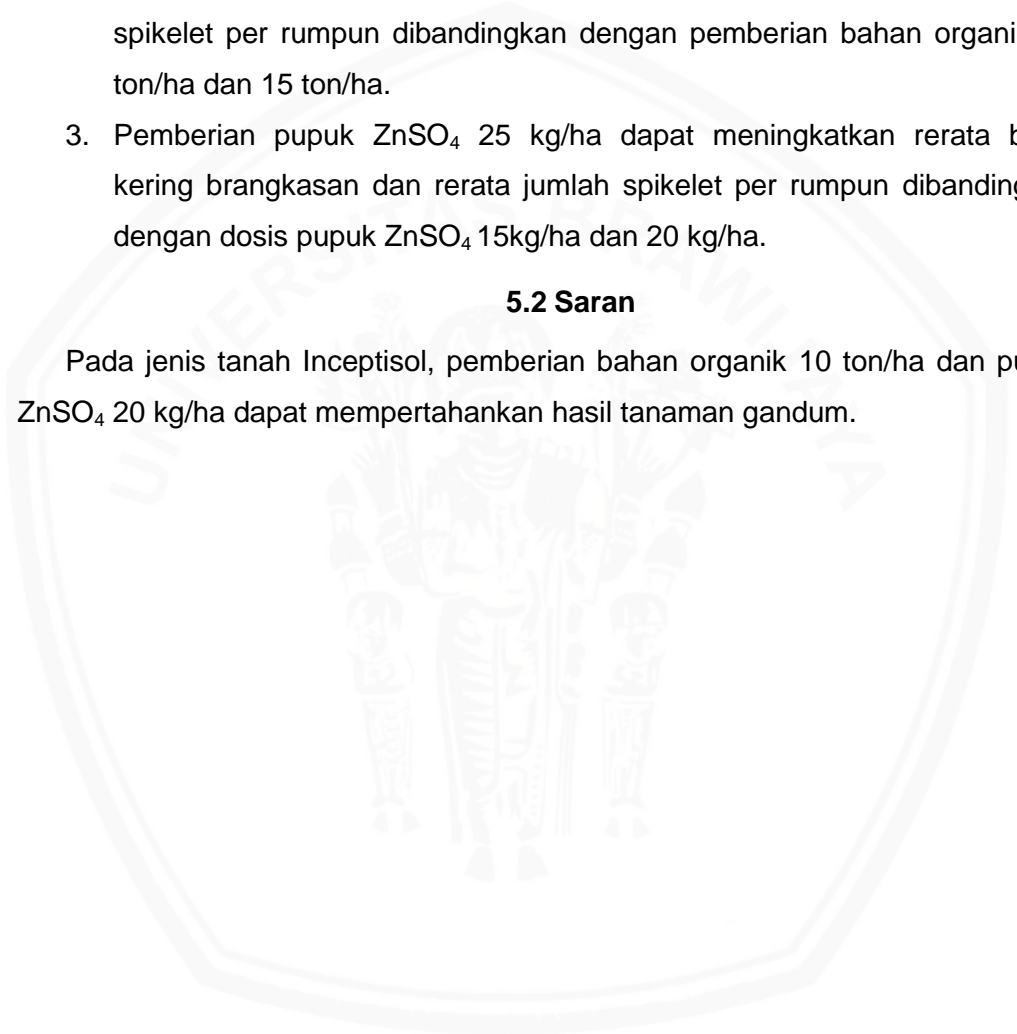 spikelet per rumpun dibandingkan dengan pemberian bahan organi
ton/ha dan 15 ton/ha.
3. Pemberian pupuk ZnSO₄ 25 kg/ha dapat meningkatkan rerata b
kering brangkasan dan rerata jumlah spikelet per rumpun dibanding
dengan dosis pupuk ZnSO₄ 15kg/ha dan 20 kg/ha.
5.2 Saran
Pada jenis tanah Inceptisol, pemberian bahan organik 10 ton/ha dan pu
ZnSO₄ 20 kg/ha dapat mempertahankan hasil tanaman gandum.
UNIVERSITAS BRAWIJAYA